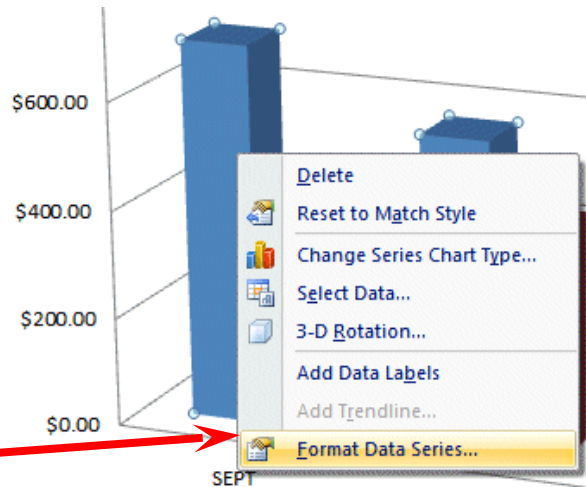 $600.00
$400.00
$200.00
$0.00
SEPT
Delete
Reset to Match Style
Change Series Chart Type...
Select Data...
3-D Rotation...
Add Data Labels
Add Trendline...
Format Data Series...